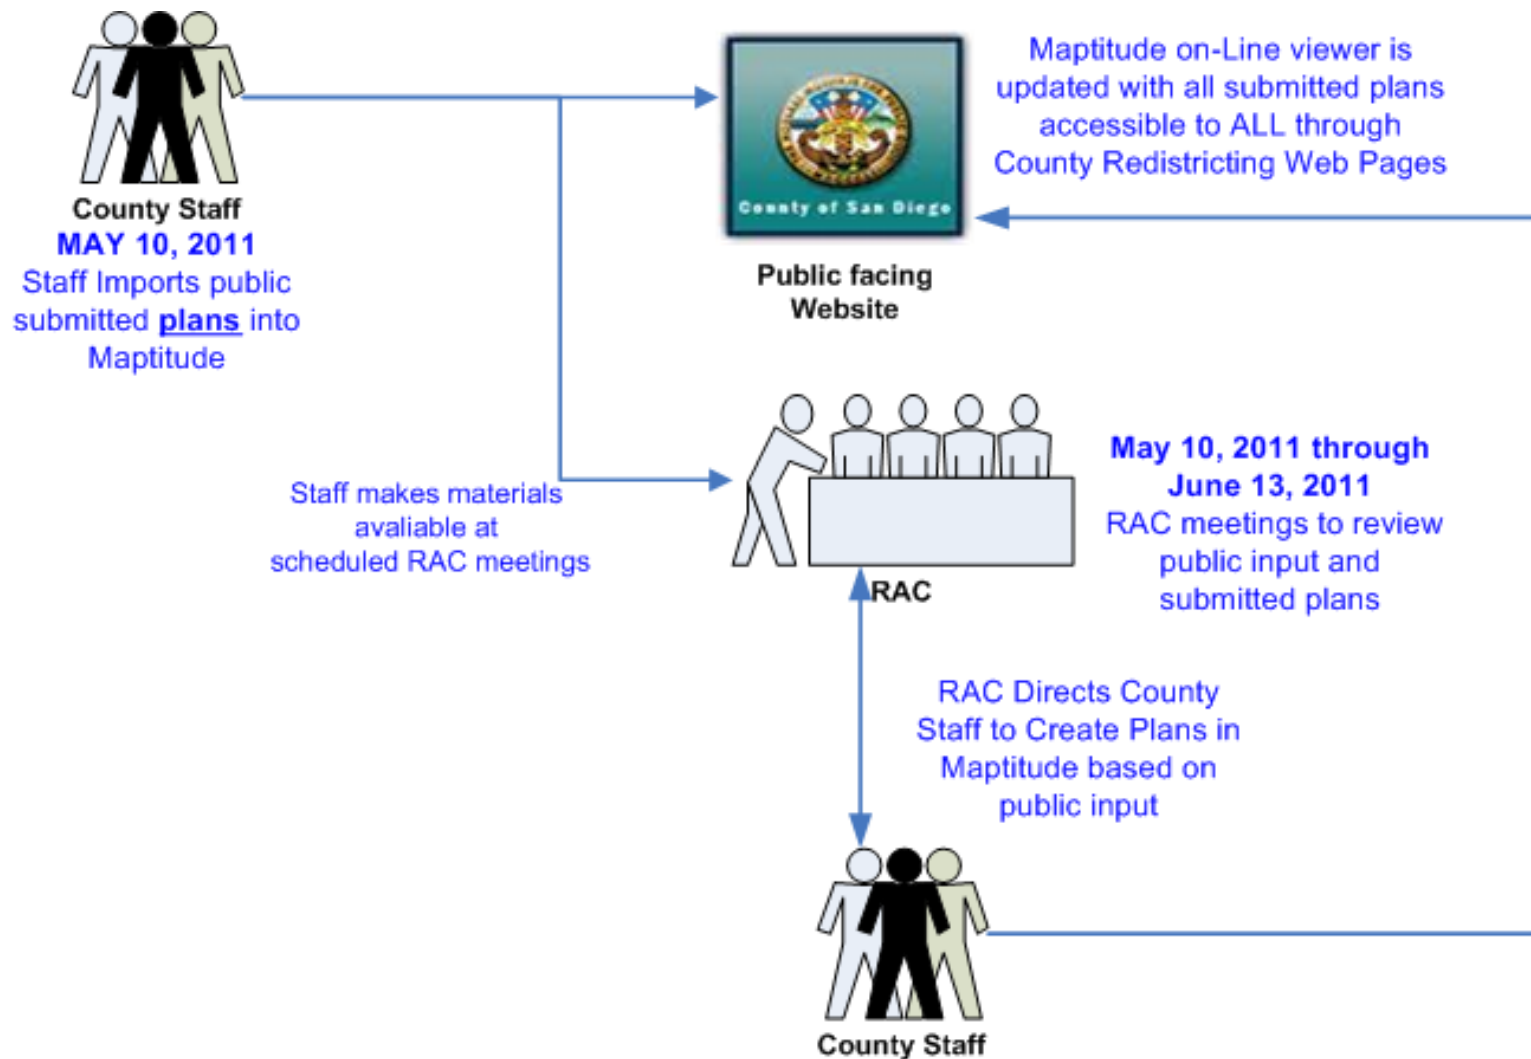 County Staff
MAY 10, 2011
Staff Imports public
submitted plans into
Maptitude
County of San Diego
Public facing
Website
Maptitude on-Line viewer is
updated with all submitted plans
accessible to ALL through
County Redistricting Web Pages
Staff makes materials
avaliable at
scheduled RAC meetings
RAC
May 10, 2011 through
June 13, 2011
RAC meetings to review
public input and
submitted plans
RAC Directs County
Staff to Create Plans in
Maptitude based on
public input
County Staff